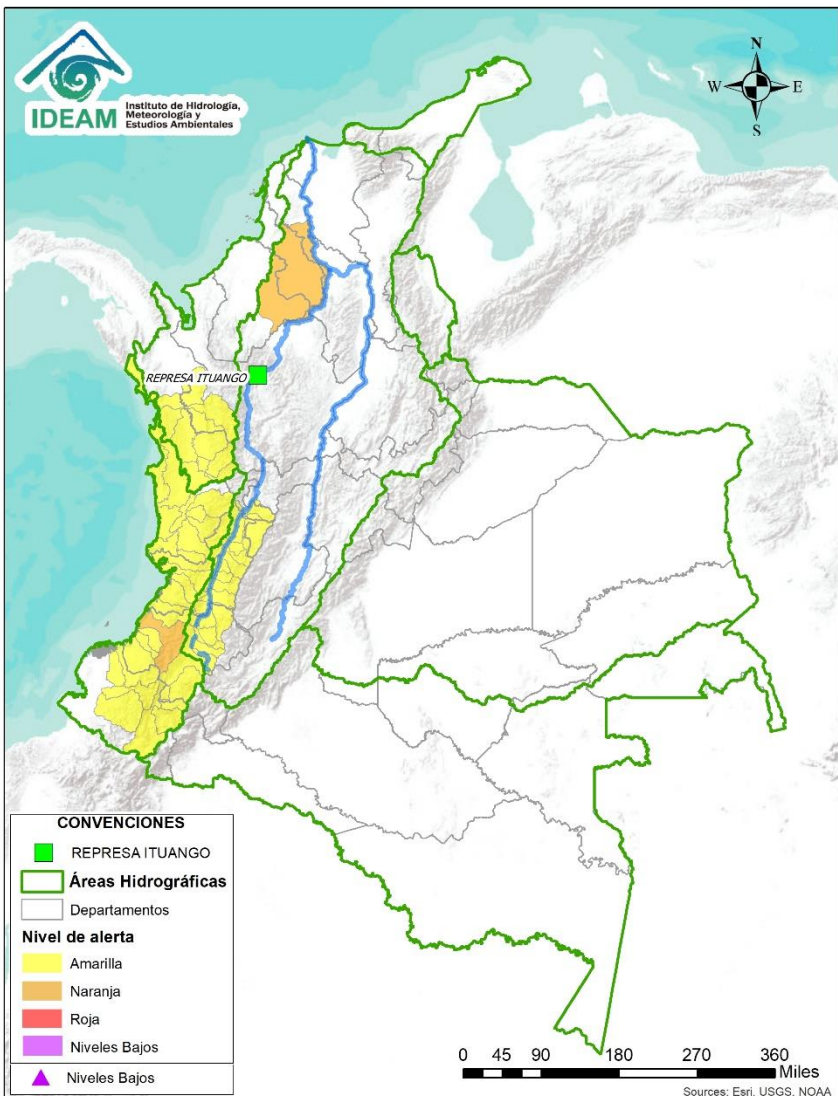 IDEAM
Instituto de Hidrología,
Meteorología y
Estudios Ambientales
N
W
E
S
REPRESA ITUANGO
CONVENCIONES
REPRESA ITUANGO
Áreas Hidrográficas
Departamentos
Nivel de alerta
Amarilla
Naranja
Roja
Niveles Bajos
Niveles Bajos
0 45 90 180 270 360
Miles
Sources: Esri, USGS, NOAA